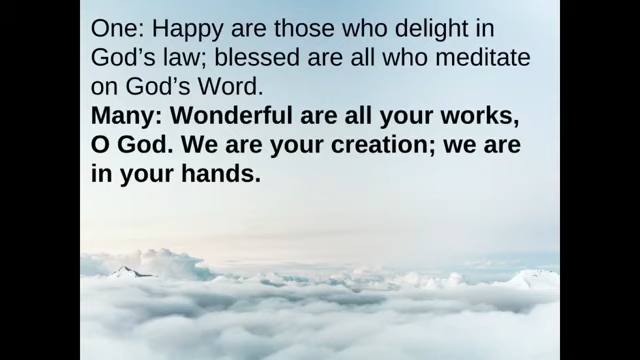 One: Happy are those who delight in
God’s law; blessed are all who meditate
on God’s Word.
Many: Wonderful are all your works,
O God. We are your creation; we are
in your hands.